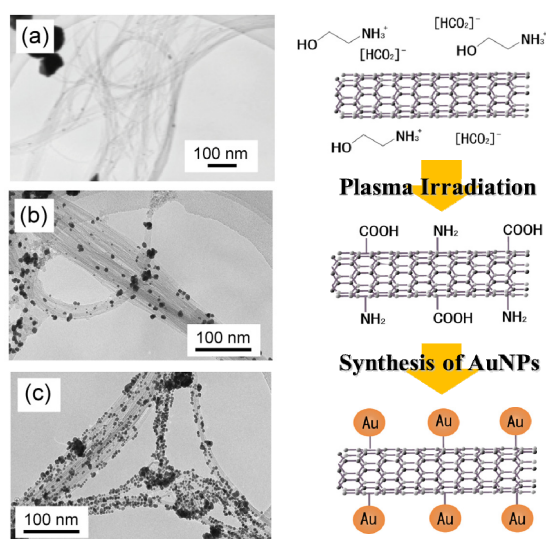 (a)
100 nm
(b)
100 nm
(c)
100 nm
HO NH3+ [HCO2]− HO NH3+
[HCO2]−
HO NH3+ [HCO2]−
Plasma Irradiation
COOH NH2 COOH
NH2 COOH NH2
Synthesis of AuNPs
Au Au Au
Au Au Au